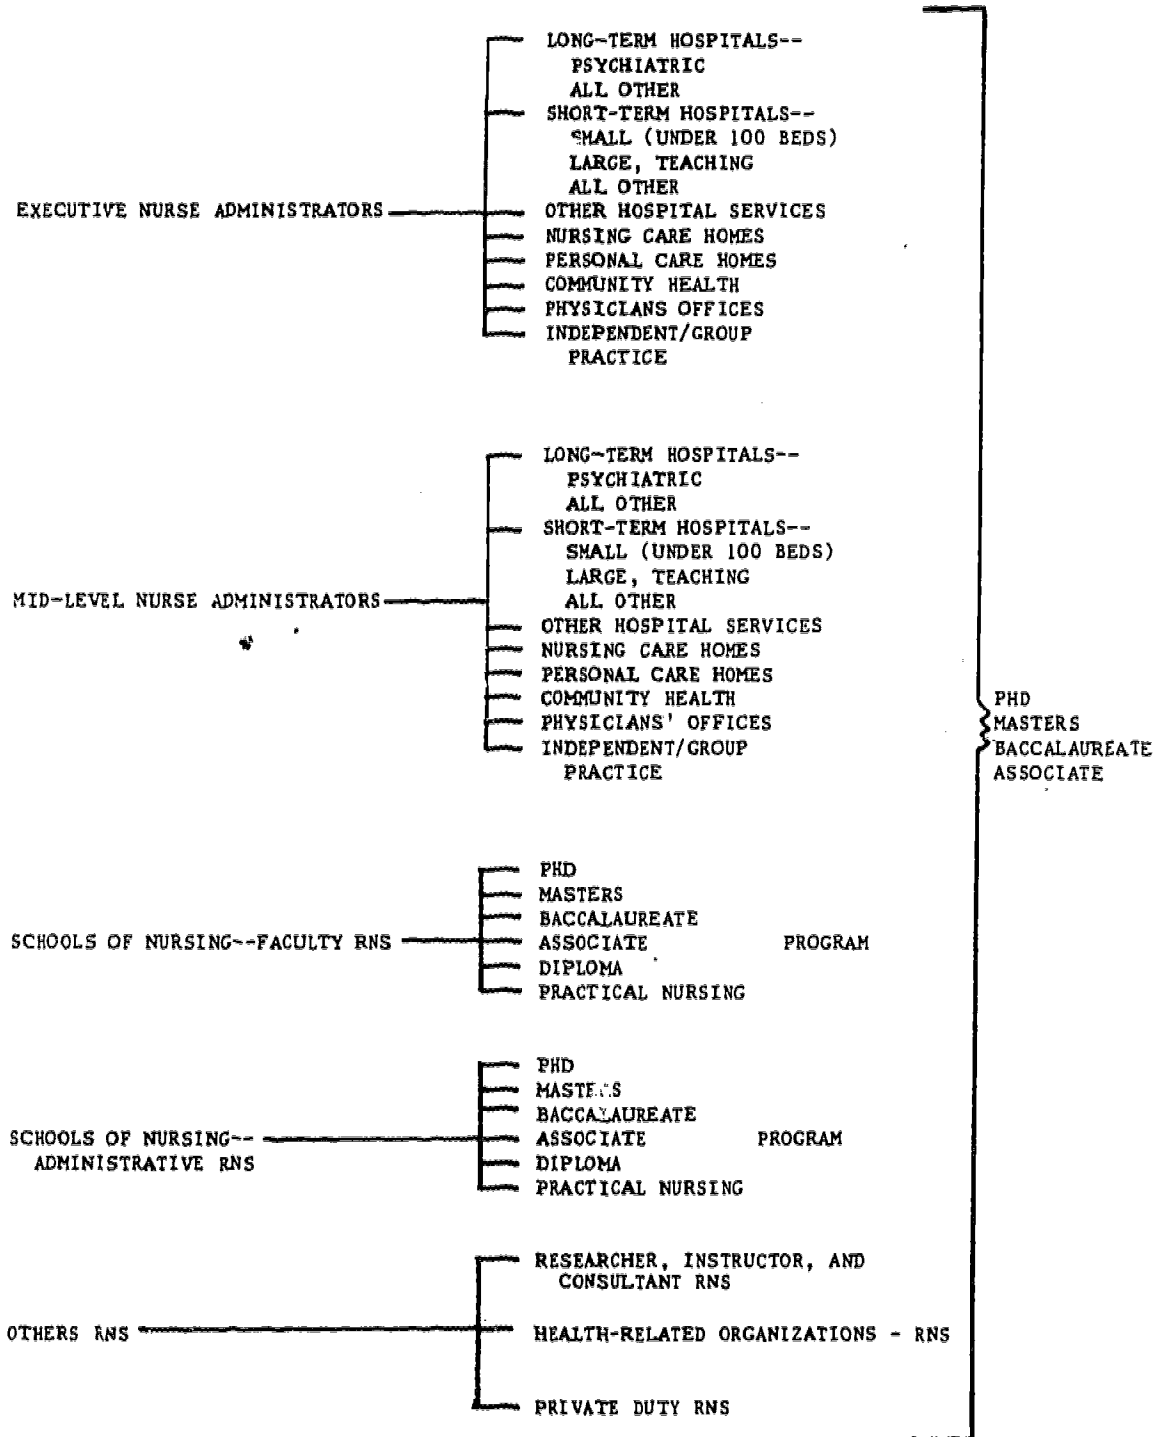 LONG-TERM HOSPITALS--
PSYCHIATRIC
ALL OTHER
SHORT-TERM HOSPITALS--
SMALL (UNDER 100 BEDS)
LARGE, TEACHING
ALL OTHER
EXECUTIVE NURSE ADMINISTRATORS
OTHER HOSPITAL SERVICES
NURSING CARE HOMES
PERSONAL CARE HOMES
COMMUNITY HEALTH
PHYSICIANS OFFICES
INDEPENDENT/GROUP
PRACTICE
LONG-TERM HOSPITALS--
PSYCHIATRIC
ALL OTHER
SHORT-TERM HOSPITALS--
SMALL (UNDER 100 BEDS)
LARGE, TEACHING
ALL OTHER
MID-LEVEL NURSE ADMINISTRATORS
OTHER HOSPITAL SERVICES
NURSING CARE HOMES
PERSONAL CARE HOMES
COMMUNITY HEALTH
PHYSICIANS' OFFICES
INDEPENDENT/GROUP
PRACTICE
PHD
MASTERS
BACCALAUREATE
ASSOCIATE
PHD
MASTERS
BACCALAUREATE
SCHOOLS OF NURSING--FACULTY RNS
ASSOCIATE PROGRAM
DIPLOMA
PRACTICAL NURSING
PHD
MASTERS
BACCALAUREATE
SCHOOLS OF NURSING--
ADMINISTRATIVE RNS
ASSOCIATE PROGRAM
DIPLOMA
PRACTICAL NURSING
RESEARCHER, INSTRUCTOR, AND
CONSULTANT RNS
OTHERS RNS
HEALTH-RELATED ORGANIZATIONS - RNS
PRIVATE DUTY RNS